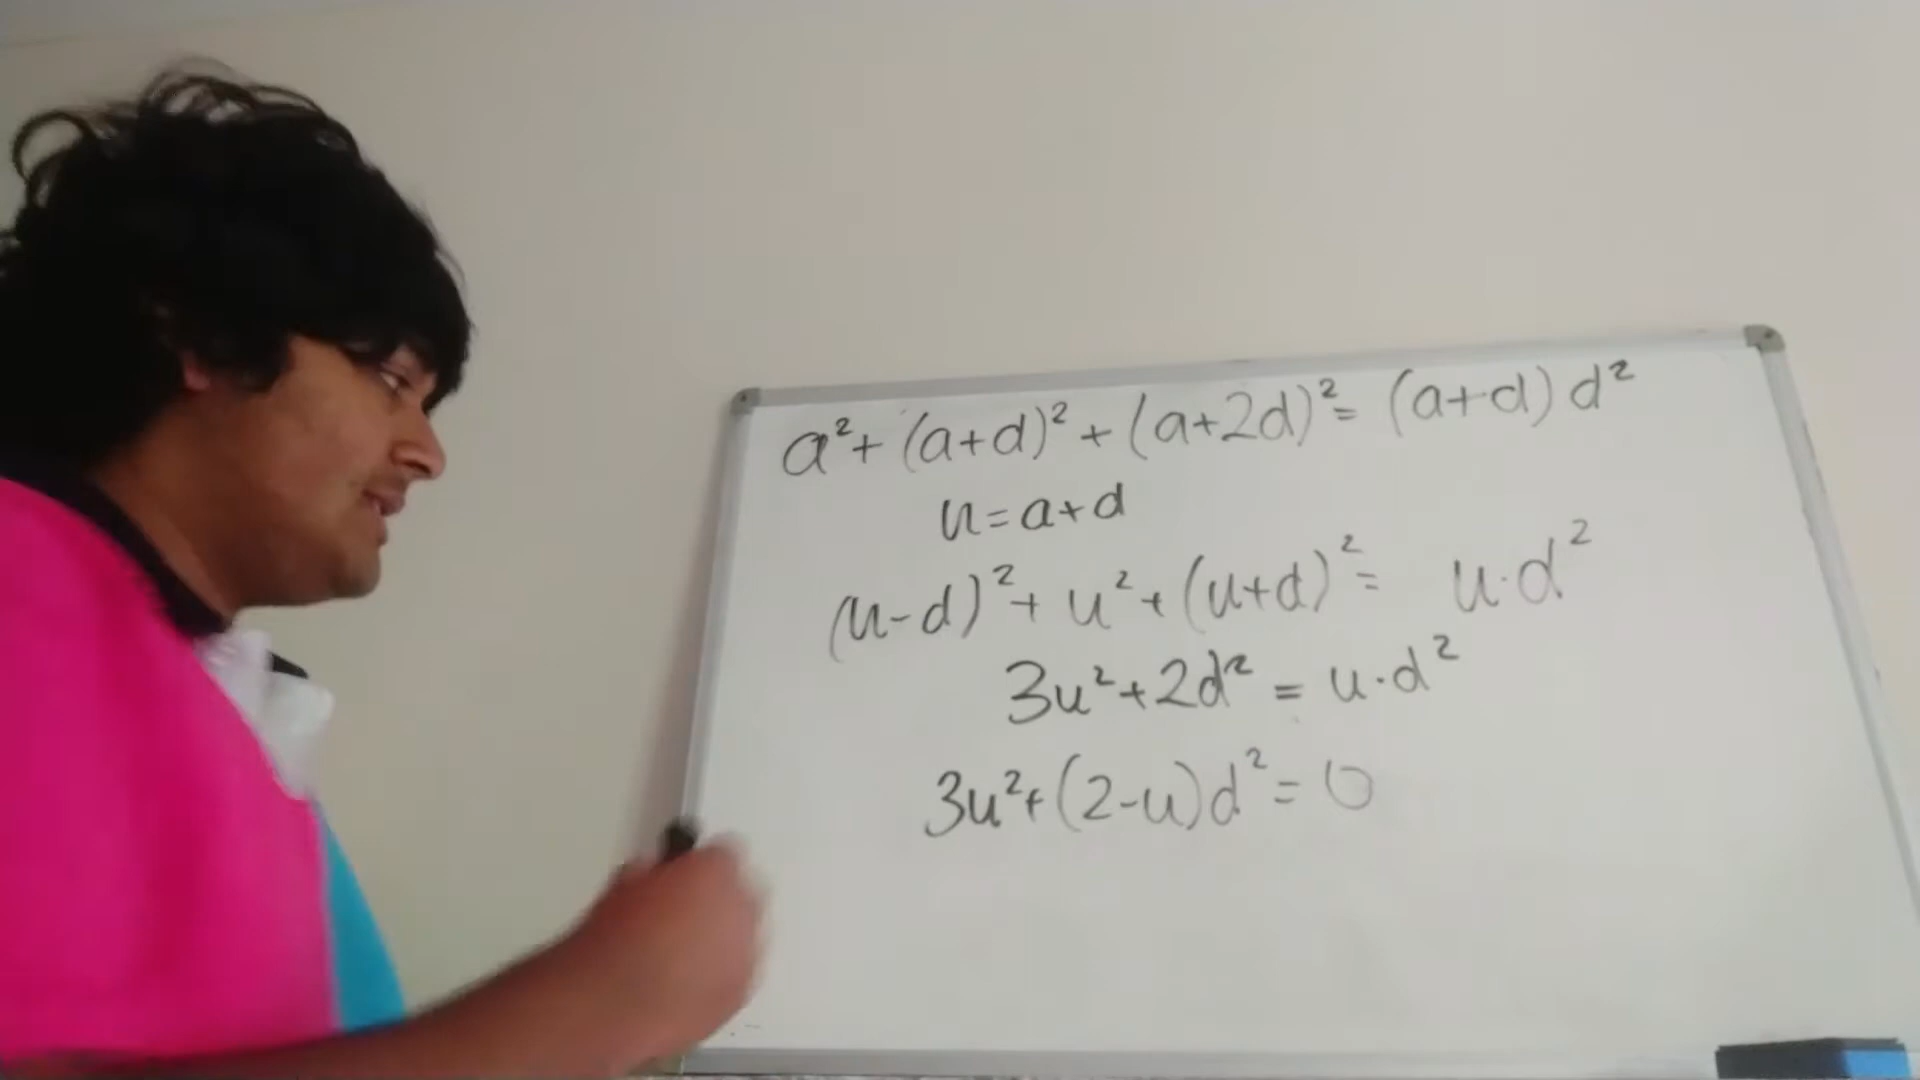 a² + (a+d)² + (a+2d)² = (a+d) d²
u = a+d
(u-d)² + u² + (u+d)² = u·d²
3u² + 2d² = u·d²
3u² + (2-u)d² = 0